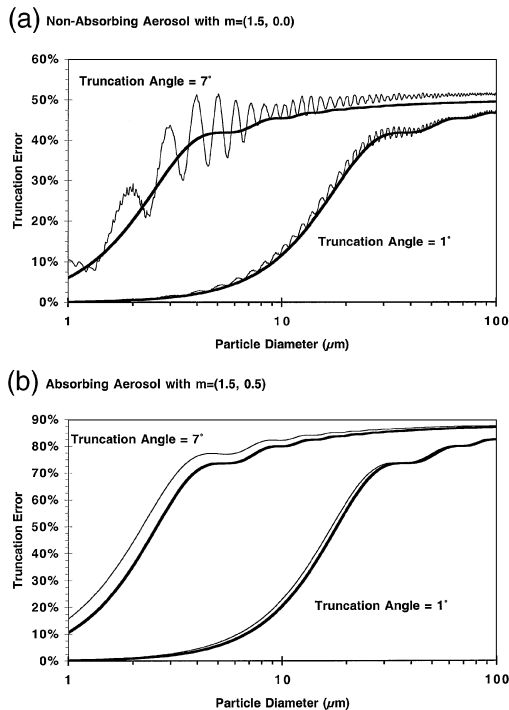 (a) Non-Absorbing Aerosol with m=(1.5, 0.0)
60%
50%
40%
30%
20%
10%
0%
Truncation Error
Truncation Angle = 7°
Truncation Angle = 1°
1
10
100
Particle Diameter (µm)
(b) Absorbing Aerosol with m=(1.5, 0.5)
90%
80%
70%
60%
50%
40%
30%
20%
10%
0%
Truncation Error
Truncation Angle = 7°
Truncation Angle = 1°
1
10
100
Particle Diameter (µm)